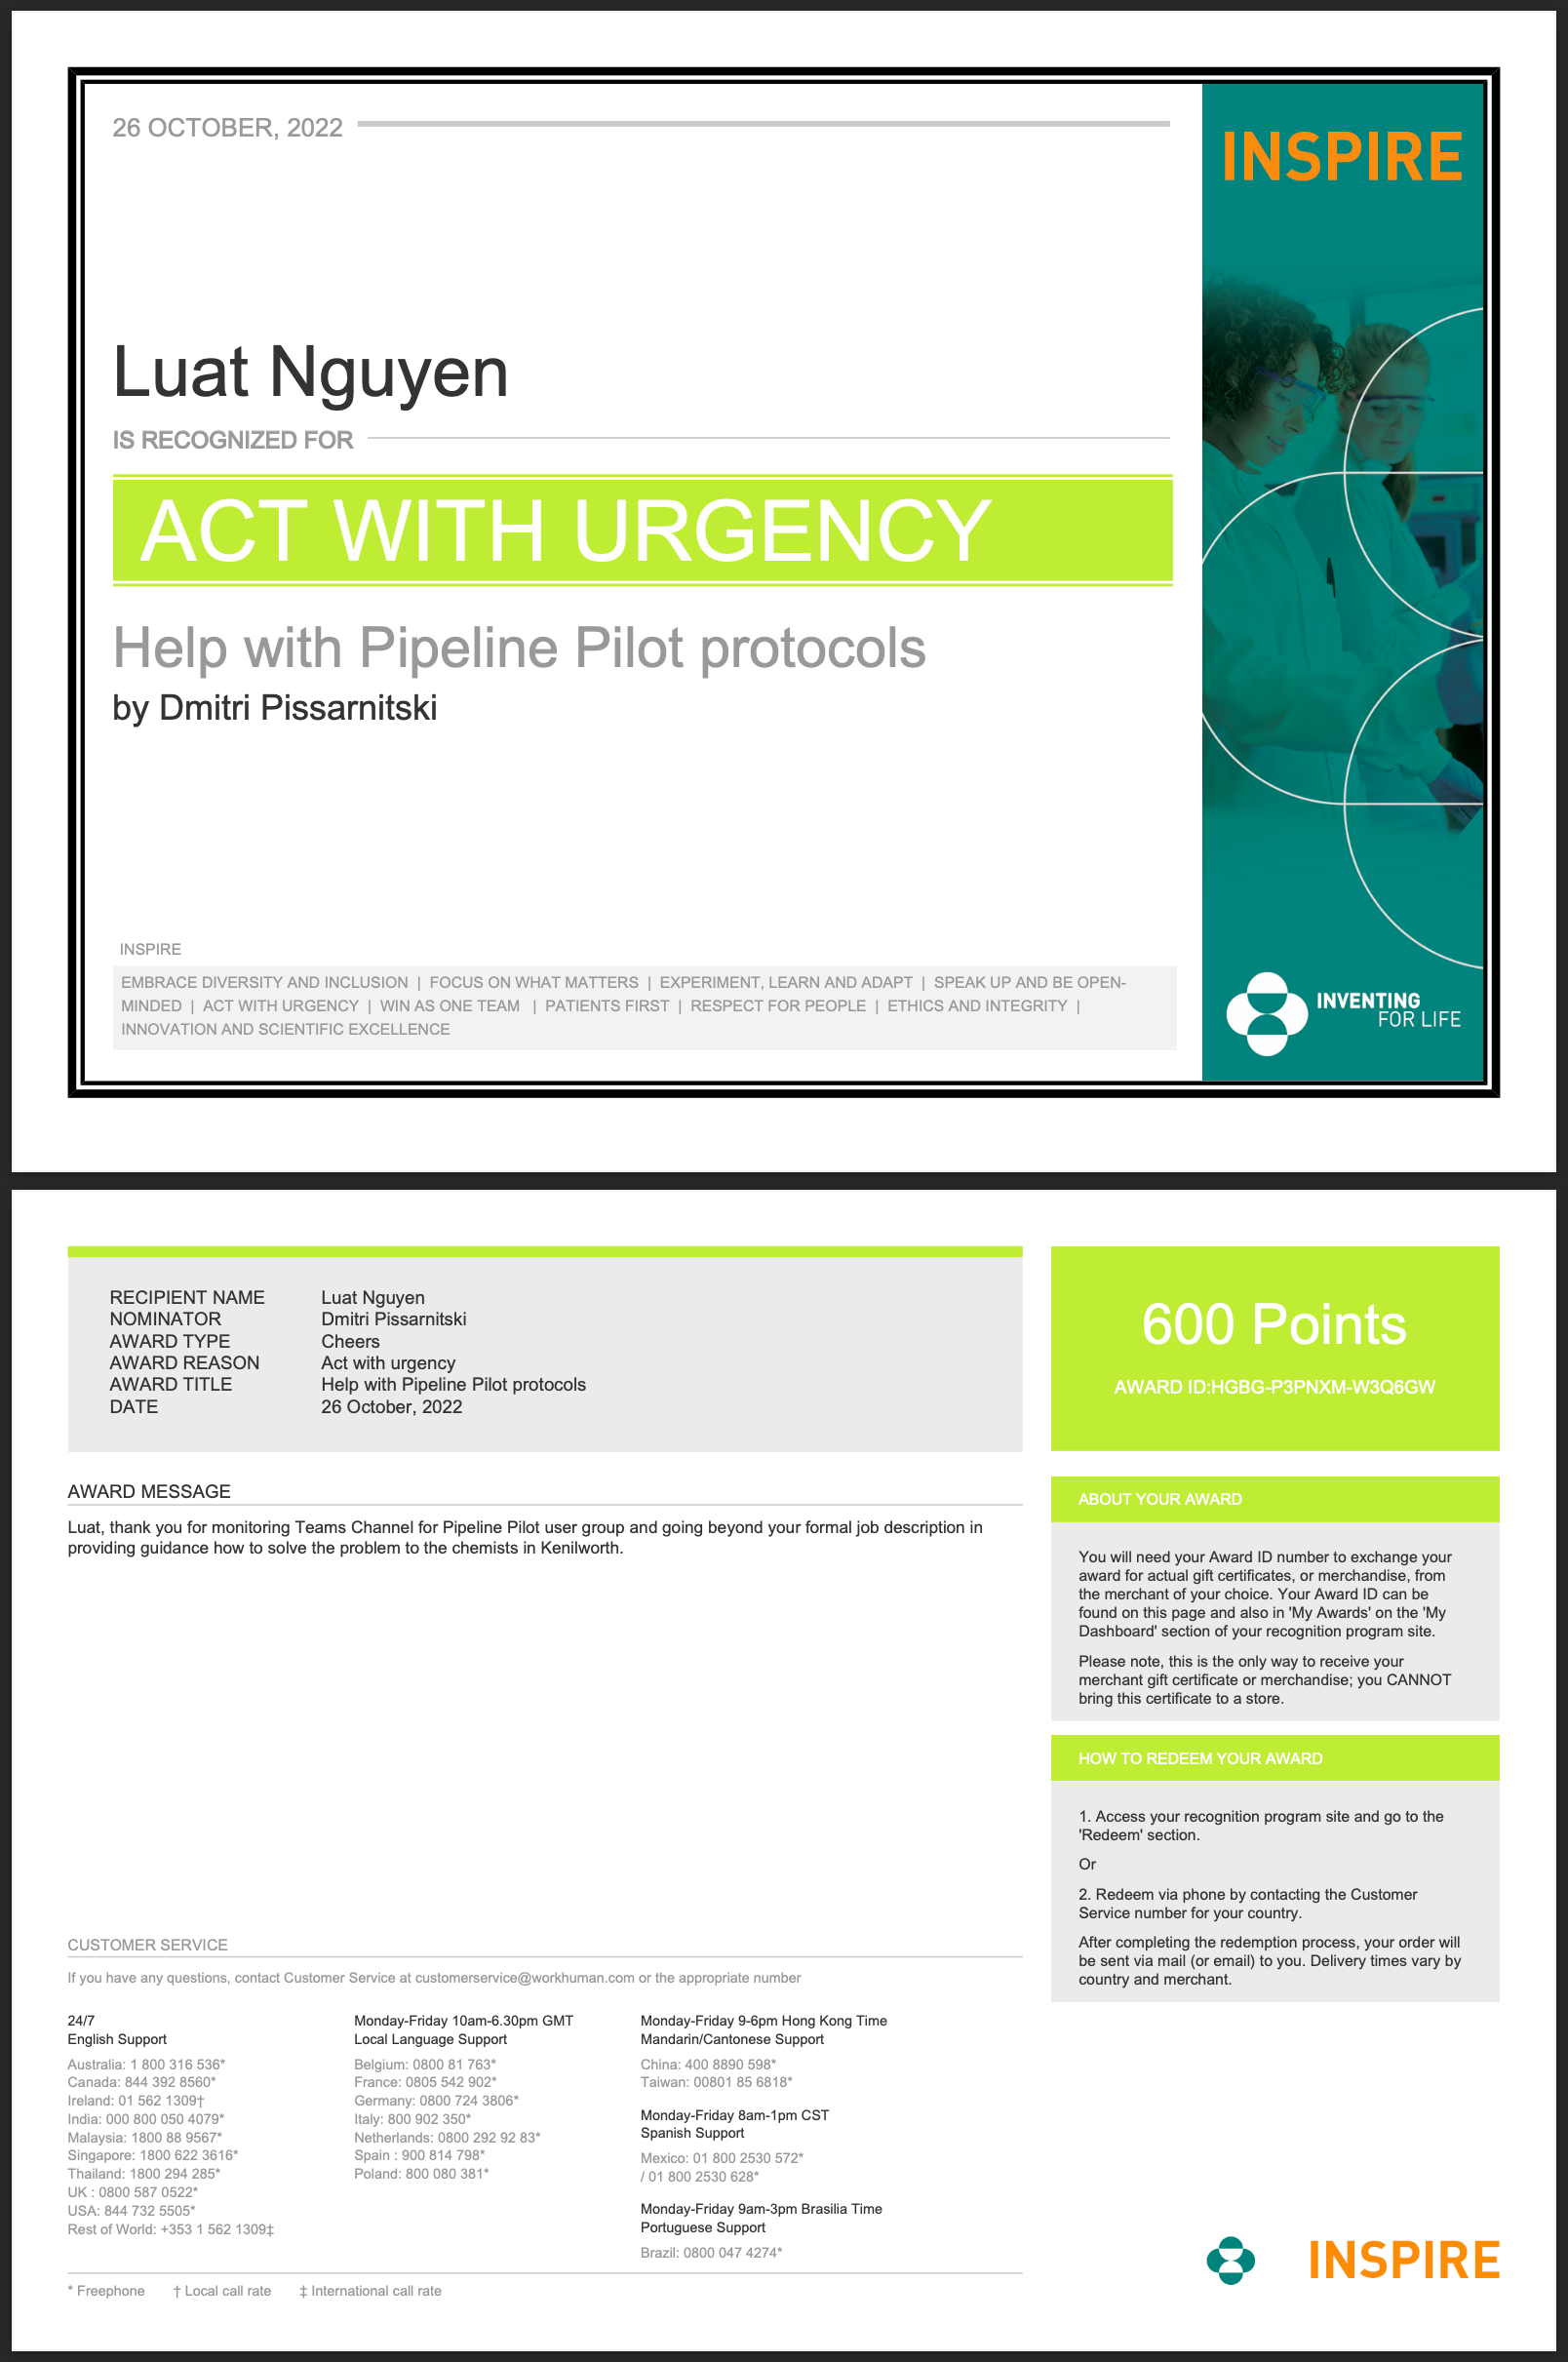 26 OCTOBER, 2022
INSPIRE
Luat Nguyen
IS RECOGNIZED FOR
ACT WITH URGENCY
Help with Pipeline Pilot protocols
by Dmitri Pissarnitski
INSPIRE
EMBRACE DIVERSITY AND INCLUSION | FOCUS ON WHAT MATTERS | EXPERIMENT, LEARN AND ADAPT | SPEAK UP AND BE OPEN-
MINDED | ACT WITH URGENCY | WIN AS ONE TEAM | PATIENTS FIRST | RESPECT FOR PEOPLE | ETHICS AND INTEGRITY |
INNOVATION AND SCIENTIFIC EXCELLENCE
INVENTING
FOR LIFE
RECIPIENT NAME Luat Nguyen
NOMINATOR Dmitri Pissarnitski
AWARD TYPE Cheers
AWARD REASON Act with urgency
AWARD TITLE Help with Pipeline Pilot protocols
DATE 26 October, 2022
600 Points
AWARD ID:HGBG-P3PNXM-W3Q6GW
AWARD MESSAGE
Luat, thank you for monitoring Teams Channel for Pipeline Pilot user group and going beyond your formal job description in
providing guidance how to solve the problem to the chemists in Kenilworth.
ABOUT YOUR AWARD
You will need your Award ID number to exchange your
award for actual gift certificates, or merchandise, from
the merchant of your choice. Your Award ID can be
found on this page and also in 'My Awards' on the 'My
Dashboard' section of your recognition program site.
Please note, this is the only way to receive your
merchant gift certificate or merchandise; you CANNOT
bring this certificate to a store.
HOW TO REDEEM YOUR AWARD
1. Access your recognition program site and go to the
'Redeem' section.
Or
2. Redeem via phone by contacting the Customer
Service number for your country.
After completing the redemption process, your order will
be sent via mail (or email) to you. Delivery times vary by
country and merchant.
CUSTOMER SERVICE
If you have any questions, contact Customer Service at customerservice@workhuman.com or the appropriate number
24/7
English Support
Australia: 1 800 316 536*
Canada: 844 392 8560*
Ireland: 01 562 1309†
India: 000 800 050 4079*
Malaysia: 1800 88 9567*
Singapore: 1800 622 3616*
Thailand: 1800 294 285*
UK : 0800 587 0522*
USA: 844 732 5505*
Rest of World: +353 1 562 1309‡
Monday-Friday 10am-6.30pm GMT
Local Language Support
Belgium: 0800 81 763*
France: 0805 542 902*
Germany: 0800 724 3806*
Italy: 800 902 350*
Netherlands: 0800 292 92 83*
Spain : 900 814 798*
Poland: 800 080 381*
Monday-Friday 9-6pm Hong Kong Time
Mandarin/Cantonese Support
China: 400 8890 598*
Taiwan: 00801 85 6818*
Monday-Friday 8am-1pm CST
Spanish Support
Mexico: 01 800 2530 572*
/ 01 800 2530 628*
Monday-Friday 9am-3pm Brasilia Time
Portuguese Support
Brazil: 0800 047 4274*
* Freephone † Local call rate ‡ International call rate
INSPIRE